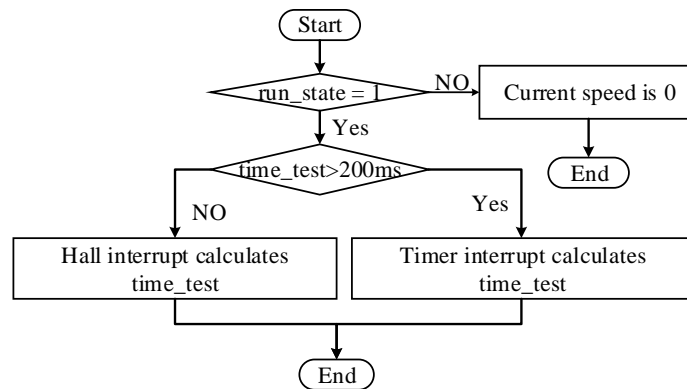 Start
run_state = 1
NO
Current speed is 0
Yes
End
time_test>200ms
NO
Yes
Hall interrupt calculates
time_test
Timer interrupt calculates
time_test
End